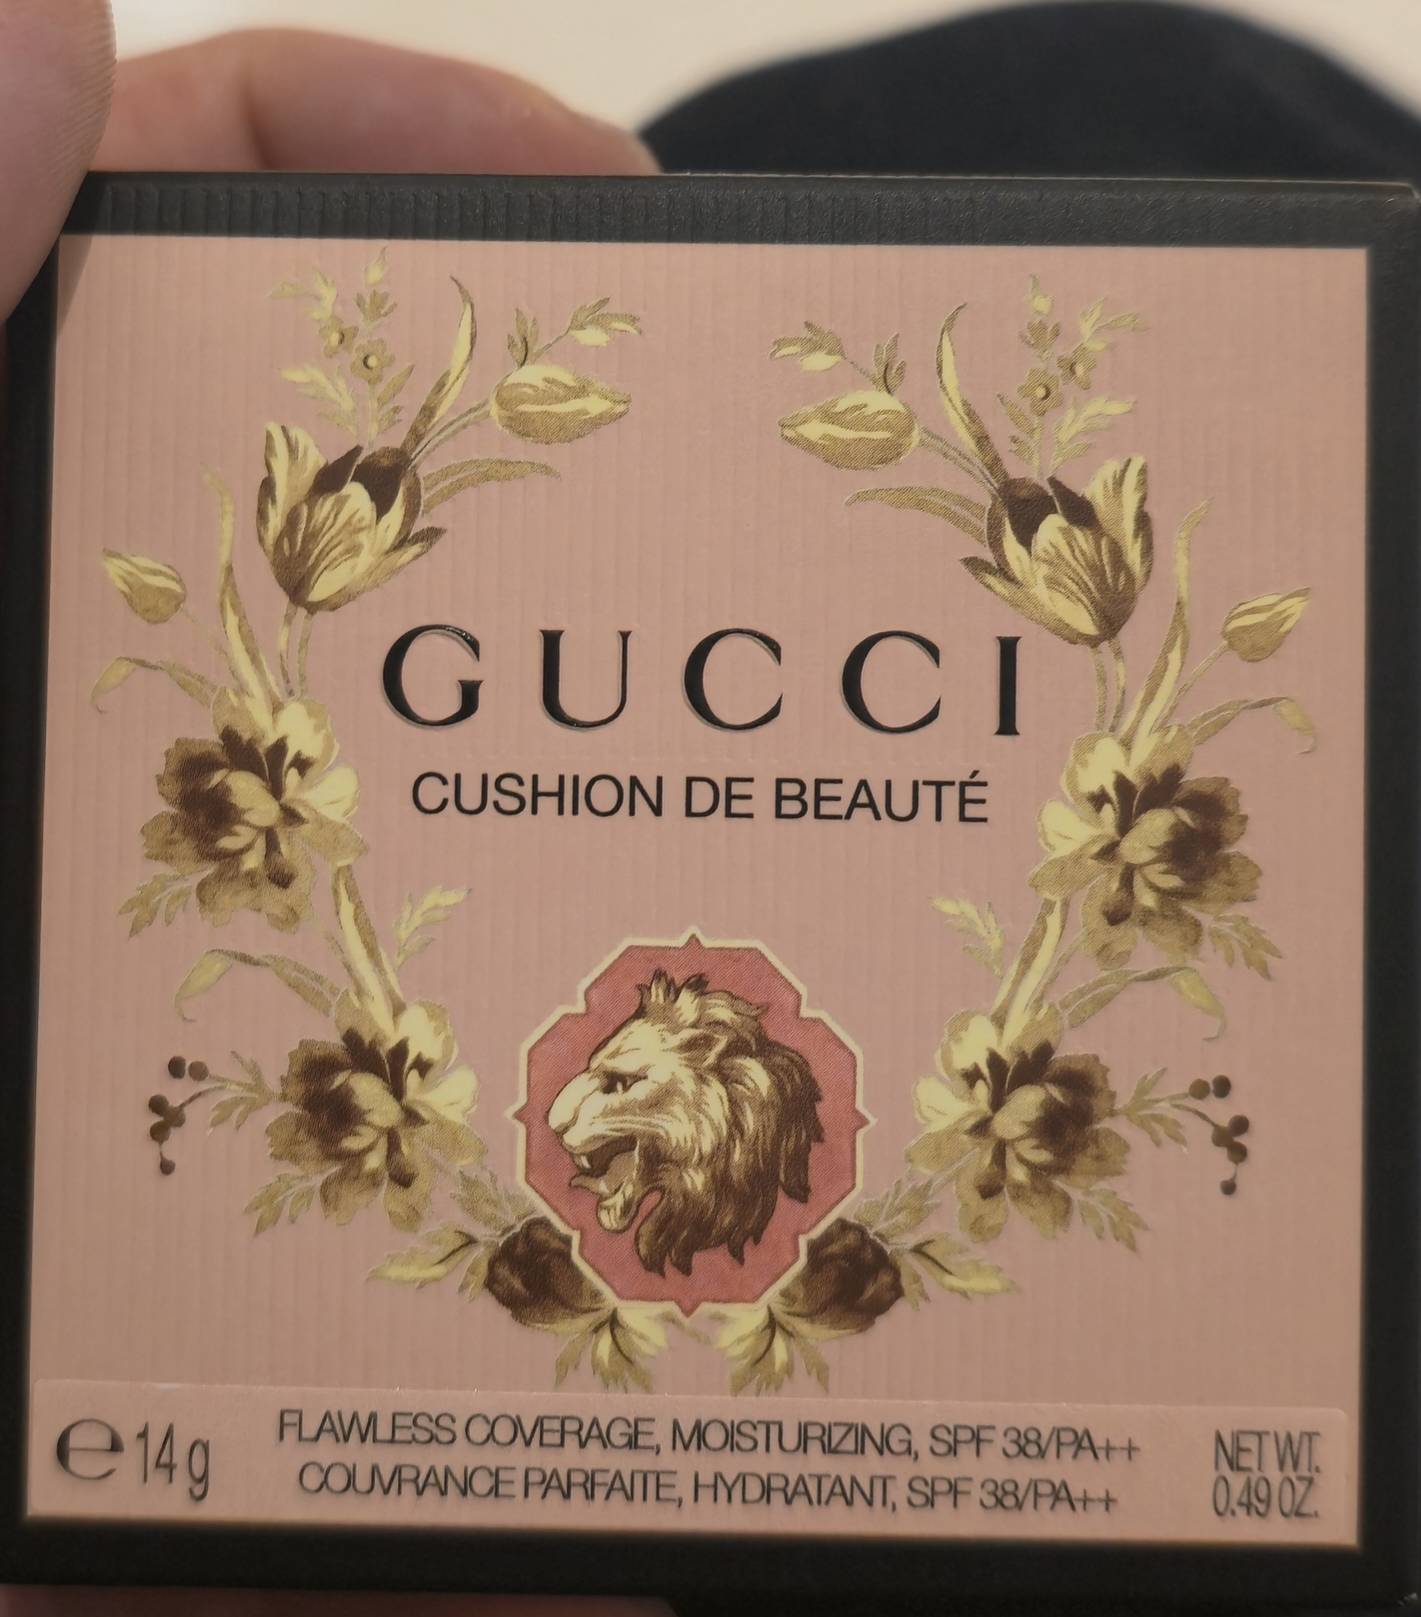 GUCCI
CUSHION DE BEAUTÉ
℮14 g
FLAWLESS COVERAGE, MOISTURIZING, SPF 38/PA++
COUVRANCE PARFAITE, HYDRATANT, SPF 38/PA++
NET WT.
0.49 OZ.